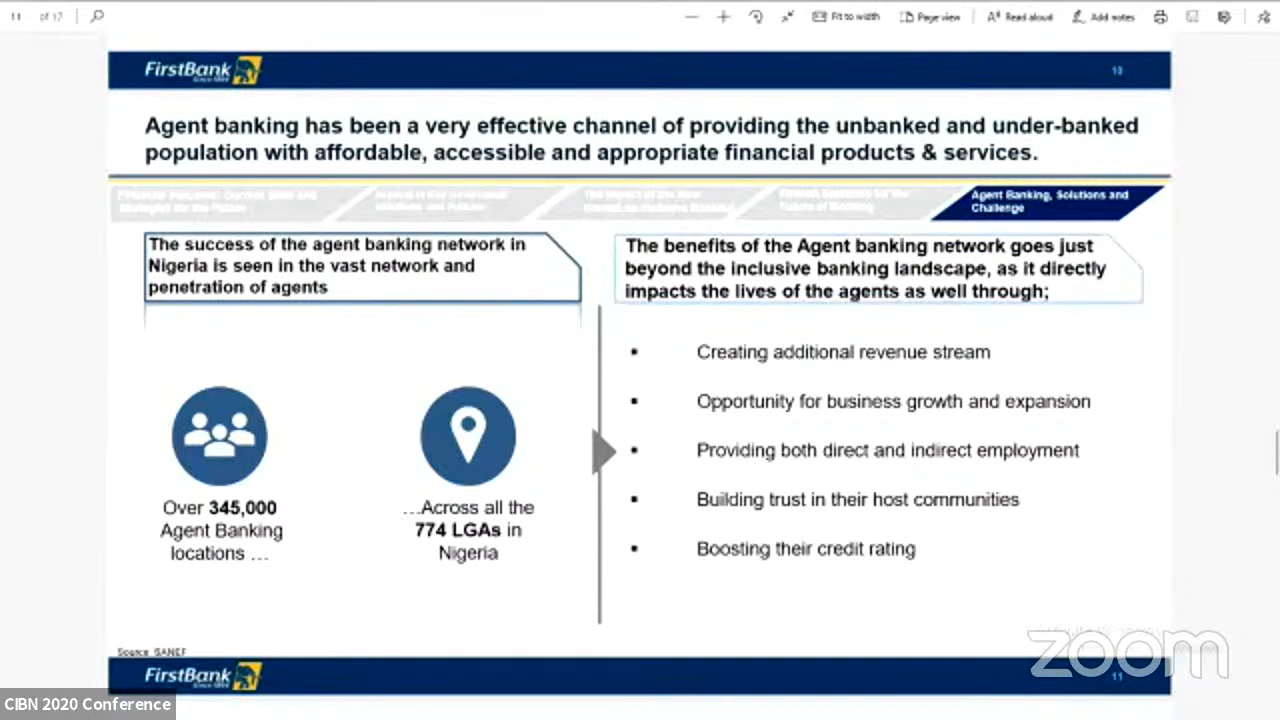 11 of 17
Fit to width
Page view
Read aloud
Add notes
FirstBank
Since 1894
10
Agent banking has been a very effective channel of providing the unbanked and under-banked
population with affordable, accessible and appropriate financial products & services.
Agent Banking, Solutions and
Challenge
The success of the agent banking network in
Nigeria is seen in the vast network and
penetration of agents
Over 345,000
Agent Banking
locations …
…Across all the
774 LGAs in
Nigeria
The benefits of the Agent banking network goes just
beyond the inclusive banking landscape, as it directly
impacts the lives of the agents as well through;
▪ Creating additional revenue stream
▪ Opportunity for business growth and expansion
▪ Providing both direct and indirect employment
▪ Building trust in their host communities
▪ Boosting their credit rating
Source: SANEF
zoom
FirstBank
Since 1894
11
CIBN 2020 Conference